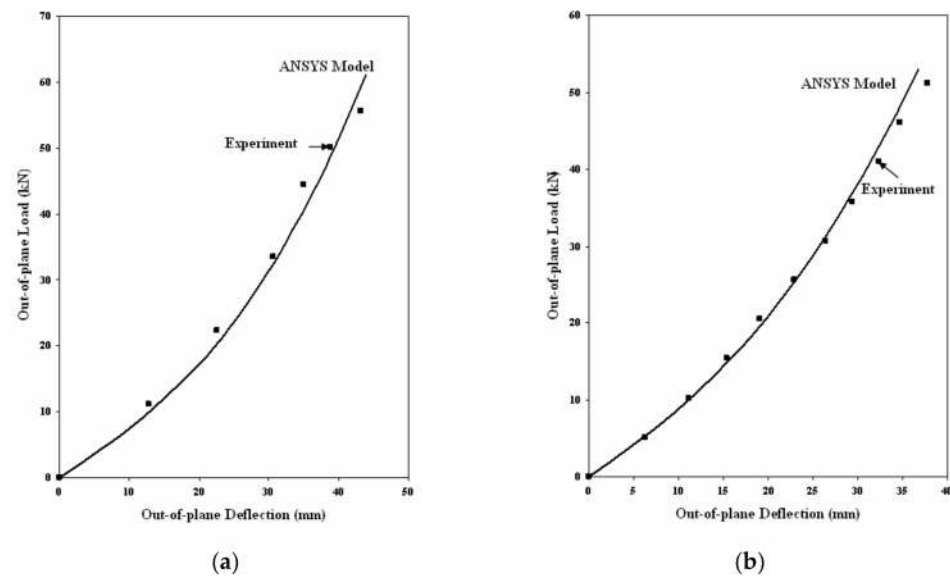 70
60
50
40
30
20
10
0
ANSYS Model
Experiment
Out-of-plane Load (kN)
0 10 20 30 40 50
Out-of-plane Deflection (mm)
(a)
60
50
40
30
20
10
0
ANSYS Model
Experiment
Out-of-plane Load (kN)
0 5 10 15 20 25 30 35 40
Out-of-plane Deflection (mm)
(b)